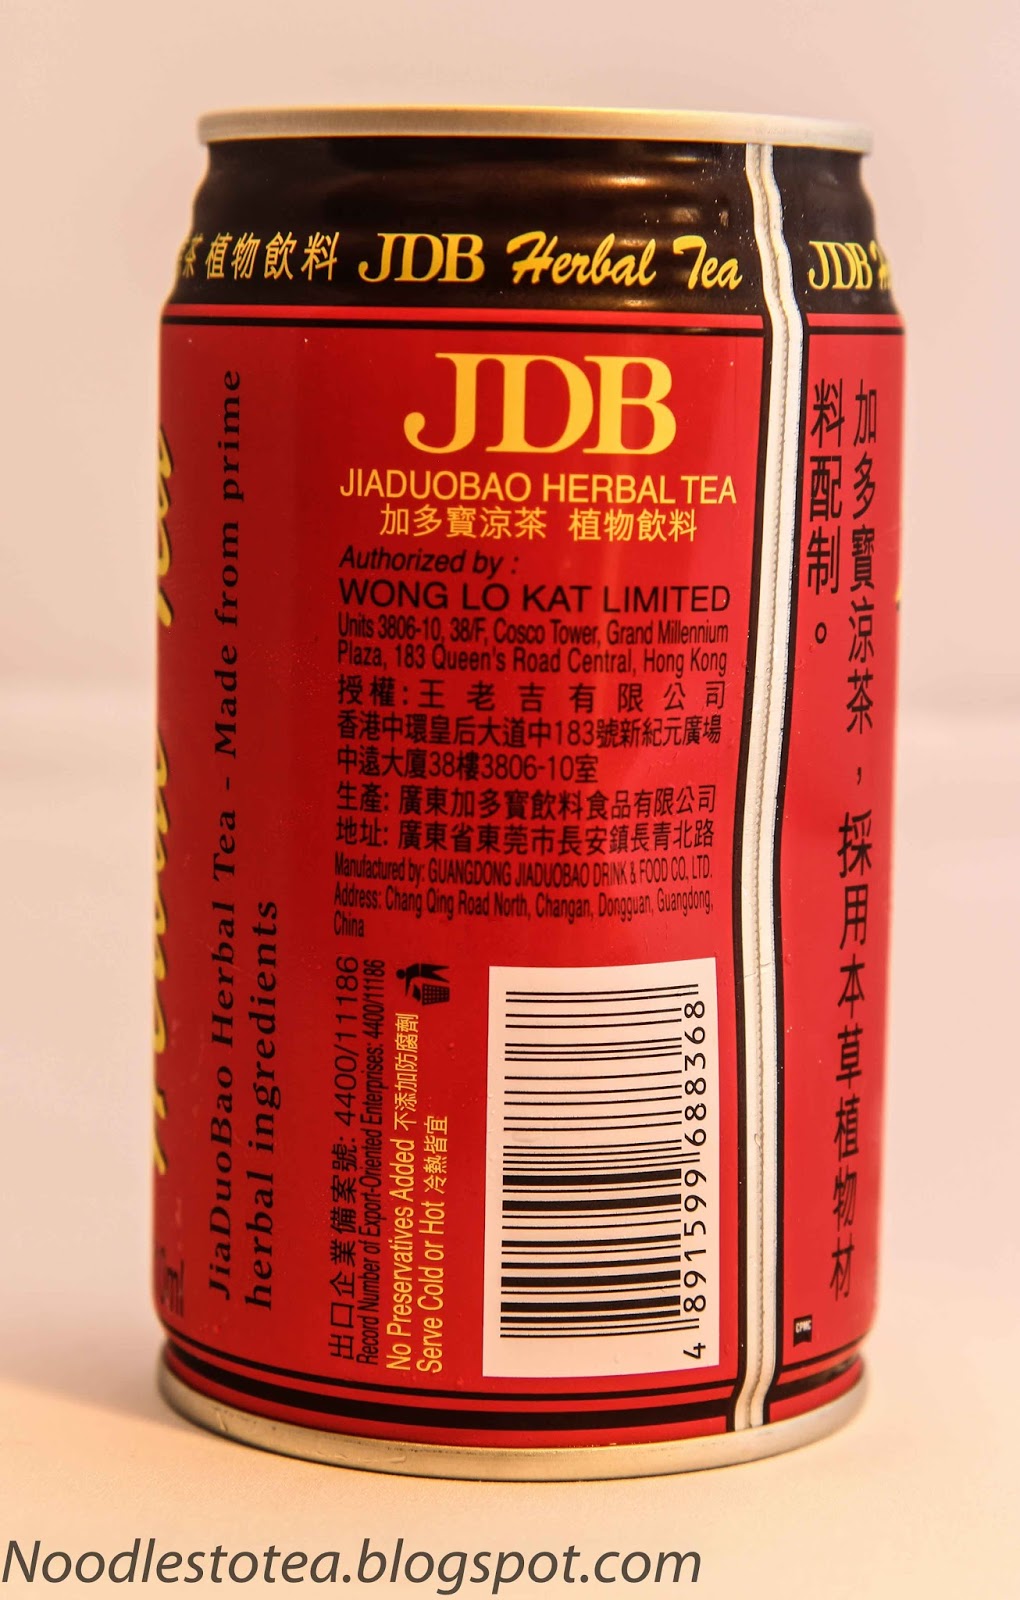 茶 植物飲料 JDB Herbal Tea
JDB
JDB
JIADUOBAO HERBAL TEA
加多寶涼茶 植物飲料
Authorized by :
WONG LO KAT LIMITED
Units 3806-10, 38/F, Cosco Tower, Grand Millennium
Plaza, 183 Queen's Road Central, Hong Kong
授權:王老吉有限公司
香港中環皇后大道中183號新紀元廣場
中遠大廈38樓3806-10室
生產: 廣東加多寶飲料食品有限公司
地址: 廣東省東莞市長安鎮長青北路
Manufactured by: GUANGDONG JIADUOBAO DRINK & FOOD CO., LTD.
Address: Chang Qing Road North, Changan, Dongguan, Guangdong,
China
出口企業備案號: 4400/11186
Record Number of Export-Oriented Enterprises: 4400/11186
No Preservatives Added 不添加防腐劑
Serve Cold or Hot 冷熱皆宜
4 891599 688368
JiaDuoBao Herbal Tea - Made from prime
herbal ingredients
加多寶涼茶，採用本草植物材
料配制。
CPMC
ml
Noodlestotea.blogspot.com